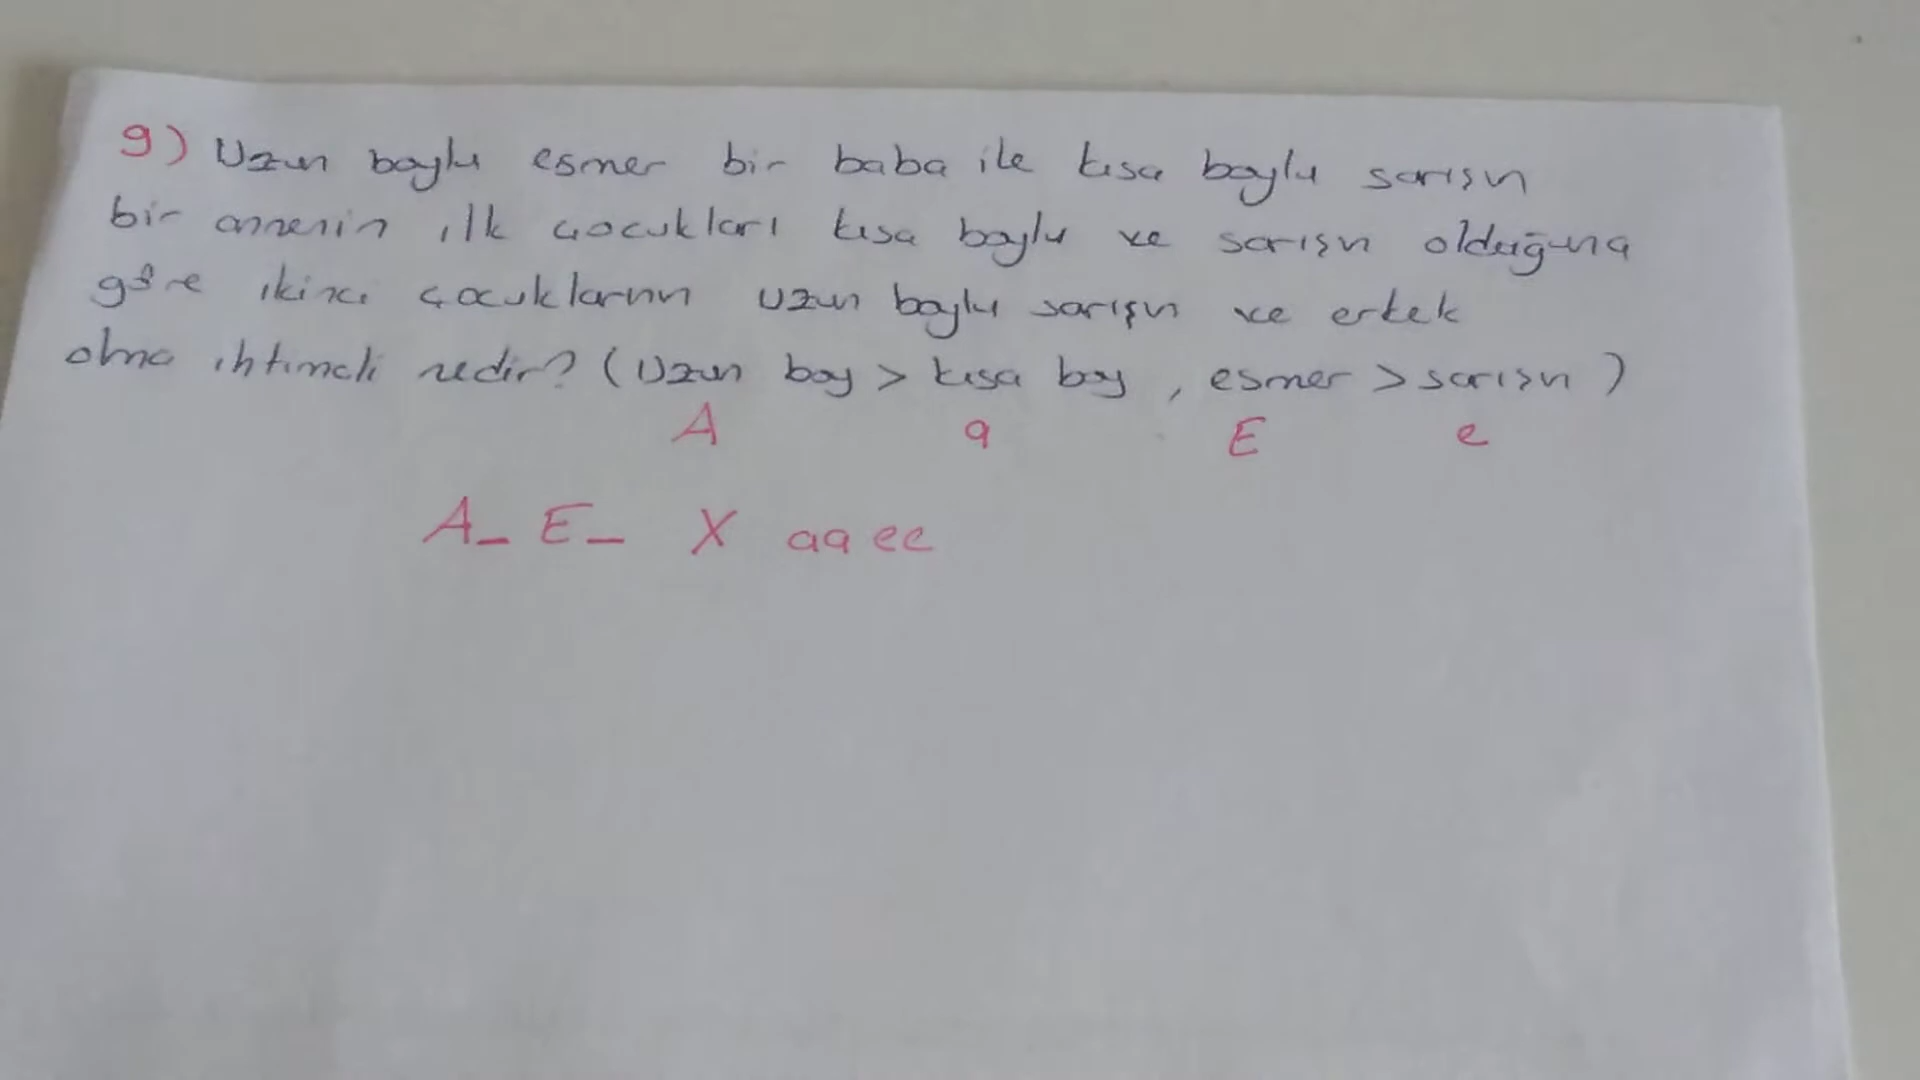 9) Uzun boylu esmer bir baba ile kısa boylu sarışın
bir annenin ilk çocukları kısa boylu ve sarışın olduğuna
göre ikinci çocuklarının uzun boylu sarışın ve erkek
olma ihtimali nedir? (Uzun boy > kısa boy , esmer > sarışın )
A a E e
A_ E_ X aa ee